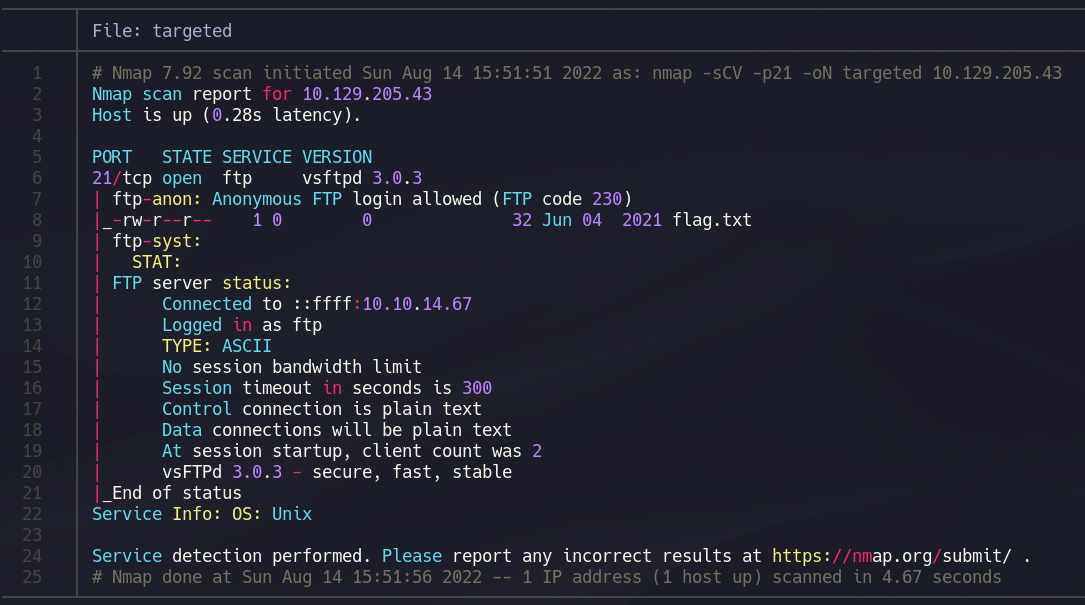 File: targeted
1 # Nmap 7.92 scan initiated Sun Aug 14 15:51:51 2022 as: nmap -sCV -p21 -oN targeted 10.129.205.43
2 Nmap scan report for 10.129.205.43
3 Host is up (0.28s latency).
4
5 PORT   STATE SERVICE VERSION
6 21/tcp open  ftp     vsftpd 3.0.3
7 | ftp-anon: Anonymous FTP login allowed (FTP code 230)
8 |_-rw-r--r--    1 0        0              32 Jun 04  2021 flag.txt
9 | ftp-syst:
10 |   STAT:
11 | FTP server status:
12 |      Connected to ::ffff:10.10.14.67
13 |      Logged in as ftp
14 |      TYPE: ASCII
15 |      No session bandwidth limit
16 |      Session timeout in seconds is 300
17 |      Control connection is plain text
18 |      Data connections will be plain text
19 |      At session startup, client count was 2
20 |      vsFTPd 3.0.3 - secure, fast, stable
21 |_End of status
22 Service Info: OS: Unix
23
24 Service detection performed. Please report any incorrect results at https://nmap.org/submit/ .
25 # Nmap done at Sun Aug 14 15:51:56 2022 -- 1 IP address (1 host up) scanned in 4.67 seconds